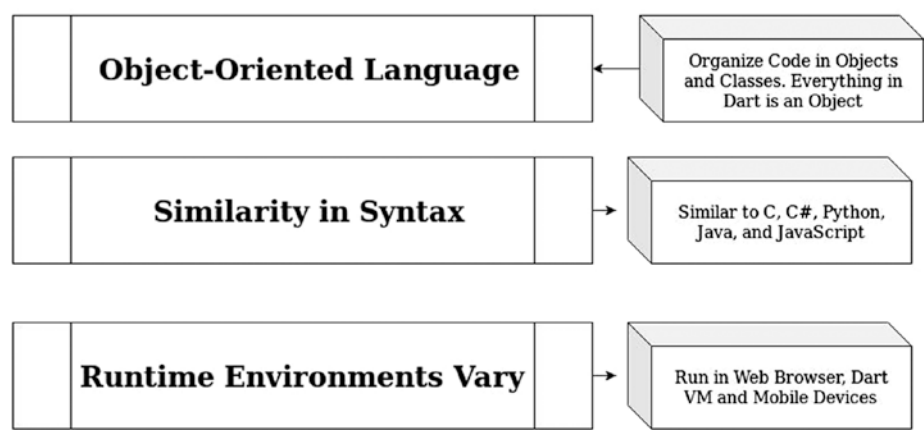 Object-Oriented Language
Organize Code in Objects
and Classes. Everything in
Dart is an Object
Similarity in Syntax
Similar to C, C#, Python,
Java, and JavaScript
Runtime Environments Vary
Run in Web Browser, Dart
VM and Mobile Devices